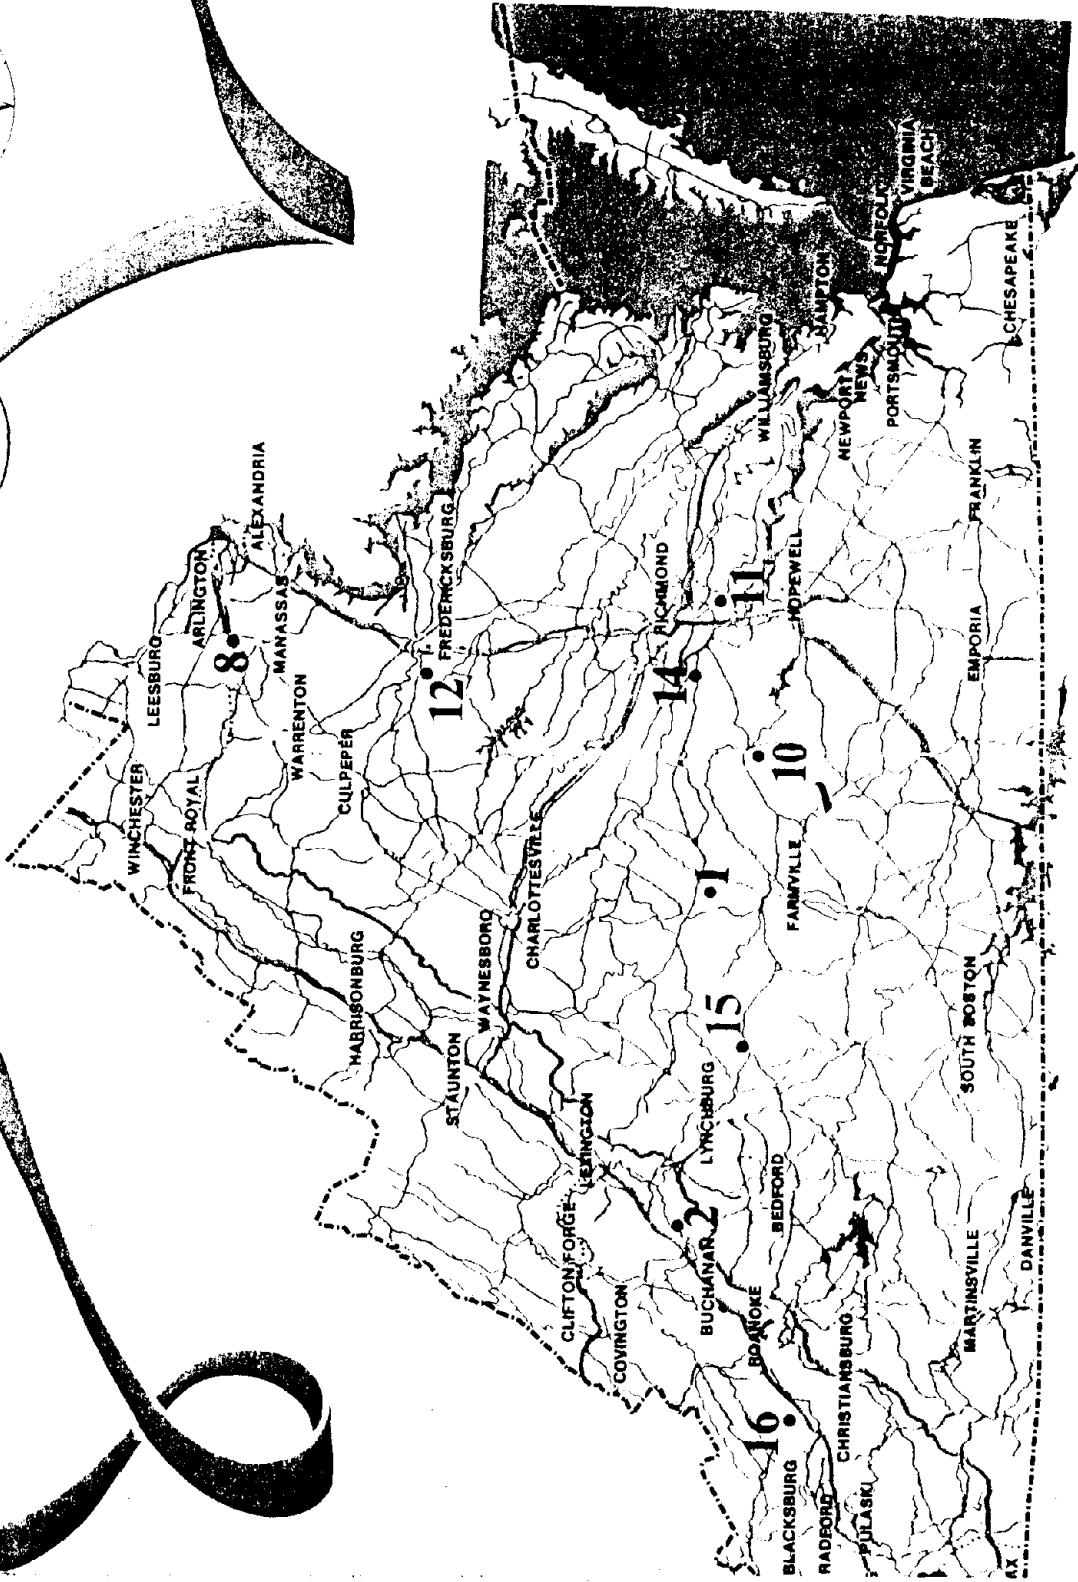 WINCHESTER
LEESBURG
FRONT ROYAL
ARLINGTON
8
ALEXANDRIA
MANASSAS
WARRENTON
CULPEPER
HARRISONBURG
12
FREDERICKSBURG
STAUNTON
WAYNESBORO
CHARLOTTESVILLE
CLIFTON FORGE
LEXINGTON
COVINGTON
RICHMOND
14
BUCHANAN
2
LYNCHBURG
15
1
11
ROANOKE
WILLIAMSBURG
16
BEDFORD
10
HOPEWELL
BLACKSBURG
FARMVILLE
HAMPTON
RADFORD
CHRISTIANSBURG
NEWPORT
NEWS
PULASKI
NORFOLK
PORTSMOUTH
VIRGINIA
BEACH
MARTINSVILLE
SOUTH BOSTON
EMPORIA
FRANKLIN
CHESAPEAKE
DANVILLE
AX